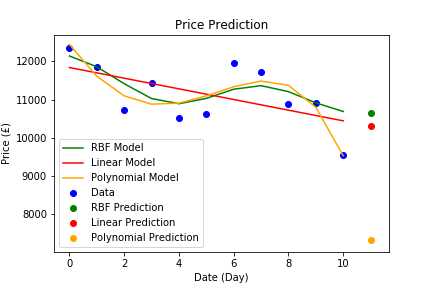 Price Prediction
Price (£)
12000
11000
10000
9000
8000
RBF Model
Linear Model
Polynomial Model
Data
RBF Prediction
Linear Prediction
Polynomial Prediction
0 2 4 6 8 10
Date (Day)